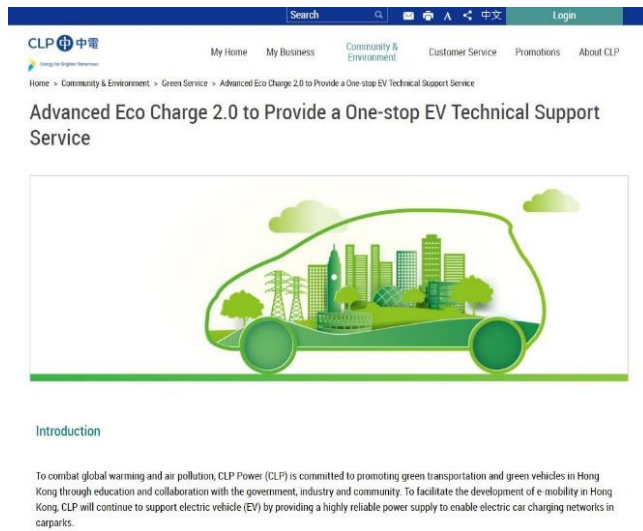 Search 中文 Login
CLP 中電
Energy for Brighter Tomorrows
My Home My Business Community & Environment Customer Service Promotions About CLP
Home > Community & Environment > Green Service > Advanced Eco Charge 2.0 to Provide a One-stop EV Technical Support Service
Advanced Eco Charge 2.0 to Provide a One-stop EV Technical Support
Service
Introduction
To combat global warming and air pollution, CLP Power (CLP) is committed to promoting green transportation and green vehicles in Hong
Kong through education and collaboration with the government, industry and community. To facilitate the development of e-mobility in Hong
Kong, CLP will continue to support electric vehicle (EV) by providing a highly reliable power supply to enable electric car charging networks in
carparks.